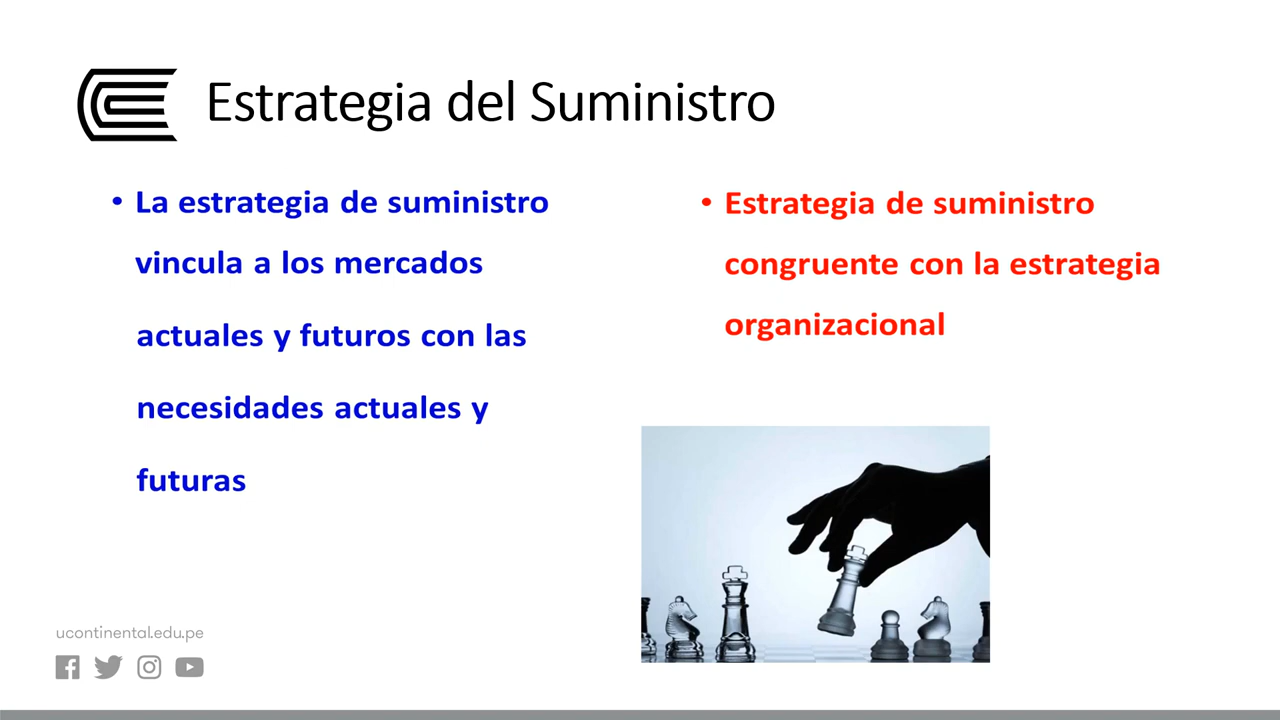 Estrategia del Suministro
• La estrategia de suministro
vincula a los mercados
actuales y futuros con las
necesidades actuales y
futuras
• Estrategia de suministro
congruente con la estrategia
organizacional
ucontinental.edu.pe